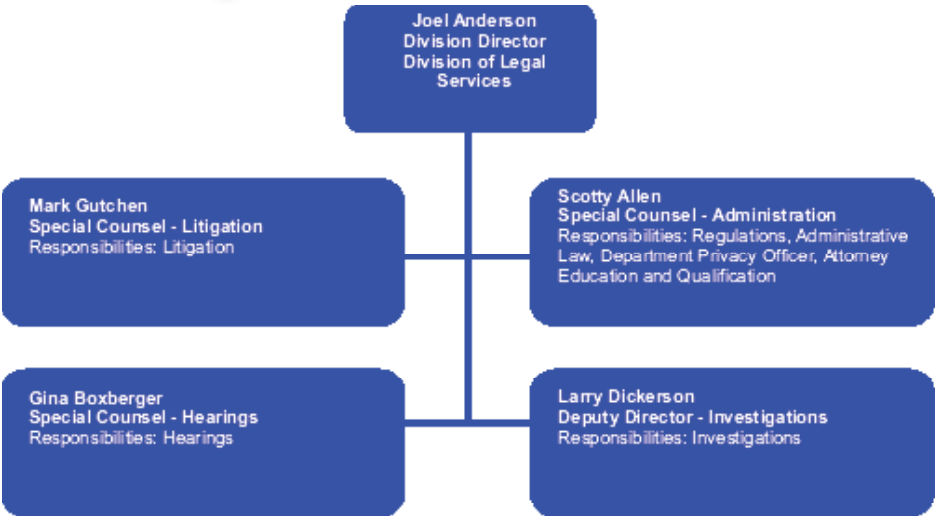 Joel Anderson
Division Director
Division of Legal
Services
Mark Gutchen
Special Counsel - Litigation
Responsibilities: Litigation
Scotty Allen
Special Counsel - Administration
Responsibilities: Regulations, Administrative
Law, Department Privacy Officer, Attorney
Education and Qualification
Gina Boxberger
Special Counsel - Hearings
Responsibilities: Hearings
Larry Dickerson
Deputy Director - Investigations
Responsibilities: Investigations